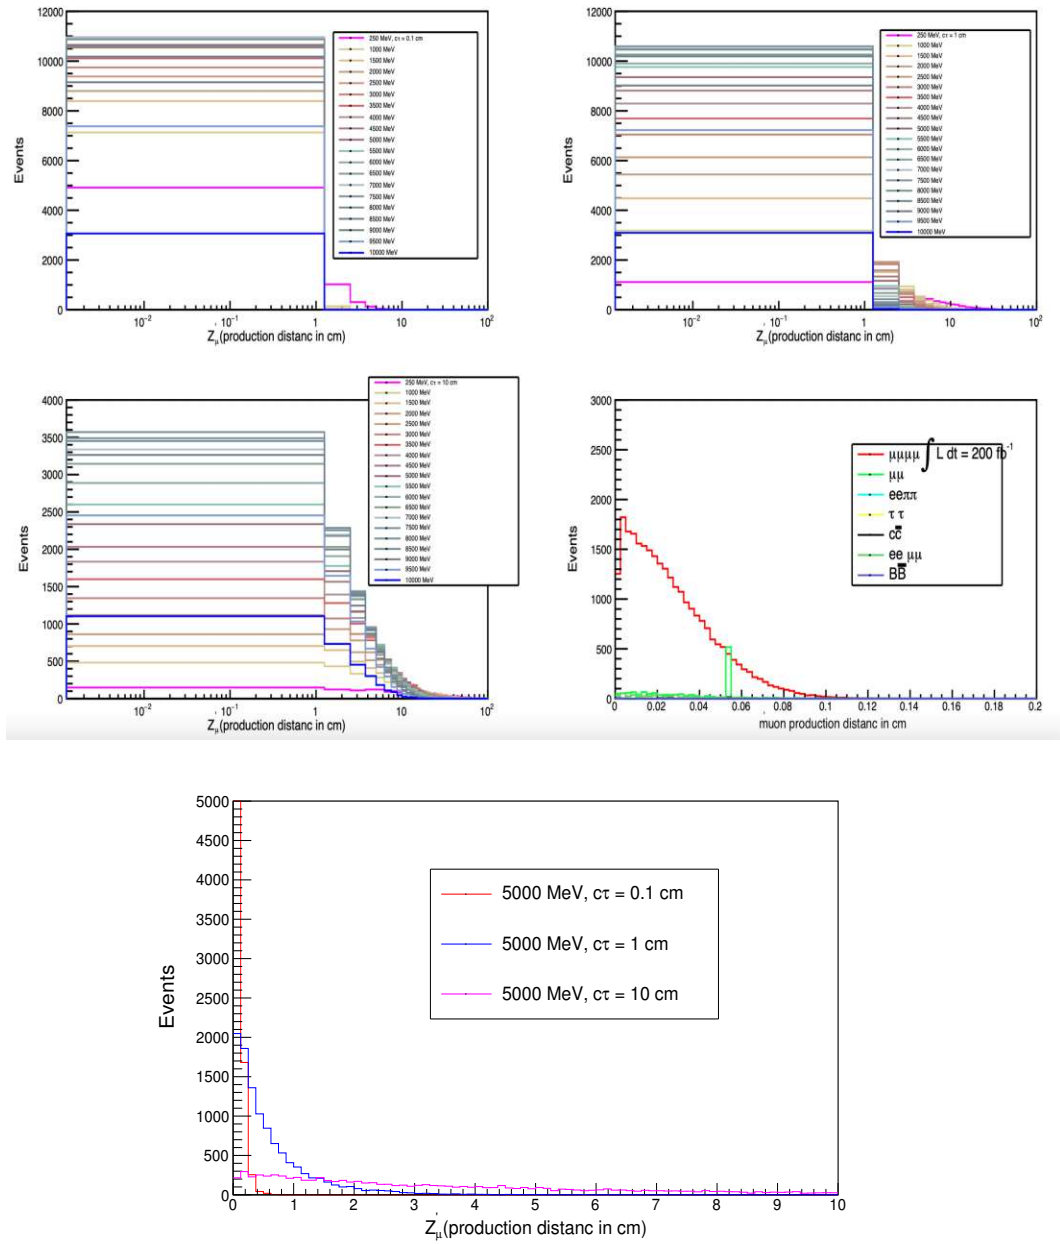 12000
10000
8000
6000
4000
2000
0
Events
10⁻²
10⁻¹
1
10
10²
Z'μ(production distanc in cm)
250 MeV, cτ = 0.1 cm
1000 MeV
1500 MeV
2000 MeV
2500 MeV
3000 MeV
3500 MeV
4000 MeV
4500 MeV
5000 MeV
5500 MeV
6000 MeV
6500 MeV
7000 MeV
7500 MeV
8000 MeV
8500 MeV
9000 MeV
9500 MeV
10000 MeV
12000
10000
8000
6000
4000
2000
0
Events
10⁻²
10⁻¹
1
10
10²
Z'μ(production distanc in cm)
250 MeV, cτ = 1 cm
1000 MeV
1500 MeV
2000 MeV
2500 MeV
3000 MeV
3500 MeV
4000 MeV
4500 MeV
5000 MeV
5500 MeV
6000 MeV
6500 MeV
7000 MeV
7500 MeV
8000 MeV
8500 MeV
9000 MeV
9500 MeV
10000 MeV
4000
3500
3000
2500
2000
1500
1000
500
0
Events
10⁻²
10⁻¹
1
10
10²
Z'μ(production distanc in cm)
250 MeV, cτ = 10 cm
1000 MeV
1500 MeV
2000 MeV
2500 MeV
3000 MeV
3500 MeV
4000 MeV
4500 MeV
5000 MeV
5500 MeV
6000 MeV
6500 MeV
7000 MeV
7500 MeV
8000 MeV
8500 MeV
9000 MeV
9500 MeV
10000 MeV
3000
2500
2000
1500
1000
500
0
Events
0
0.02
0.04
0.06
0.08
0.1
0.12
0.14
0.16
0.18
0.2
muon production distanc in cm
μμμμ ∫ L dt = 200 fb⁻¹
μμ
eeππ
τ τ
cc̅
ee μμ
BB̅
5000
4500
4000
3500
3000
2500
2000
1500
1000
500
0
Events
0
1
2
3
4
5
6
7
8
9
10
Z'μ(production distanc in cm)
5000 MeV, cτ = 0.1 cm
5000 MeV, cτ = 1 cm
5000 MeV, cτ = 10 cm